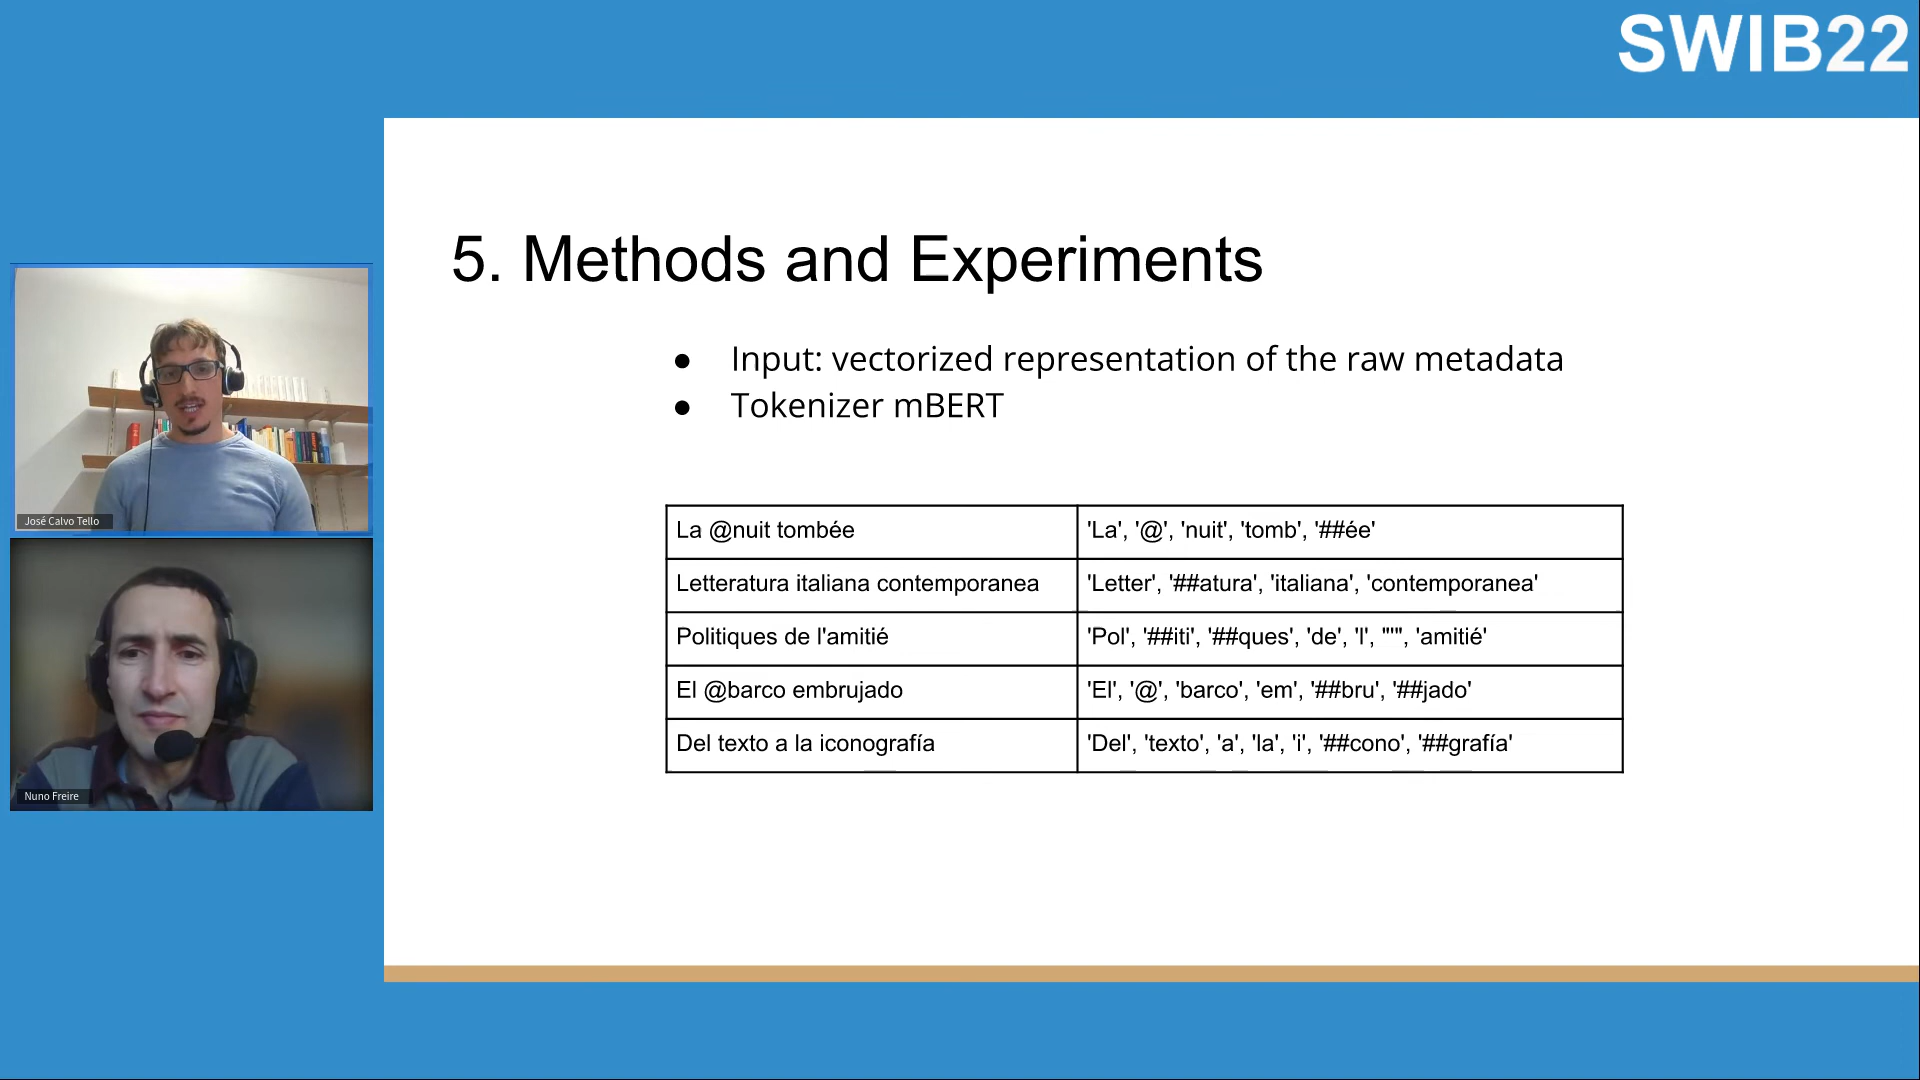 SWIB22
5. Methods and Experiments
● Input: vectorized representation of the raw metadata
● Tokenizer mBERT
La @nuit tombée 'La', '@', 'nuit', 'tomb', '##ée'
Letteratura italiana contemporanea 'Letter', '##atura', 'italiana', 'contemporanea'
Politiques de l'amitié 'Pol', '##iti', '##ques', 'de', 'l', "'", 'amitié'
El @barco embrujado 'El', '@', 'barco', 'em', '##bru', '##jado'
Del texto a la iconografía 'Del', 'texto', 'a', 'la', 'i', '##cono', '##grafía'
José Calvo Tello
Nuno Freire